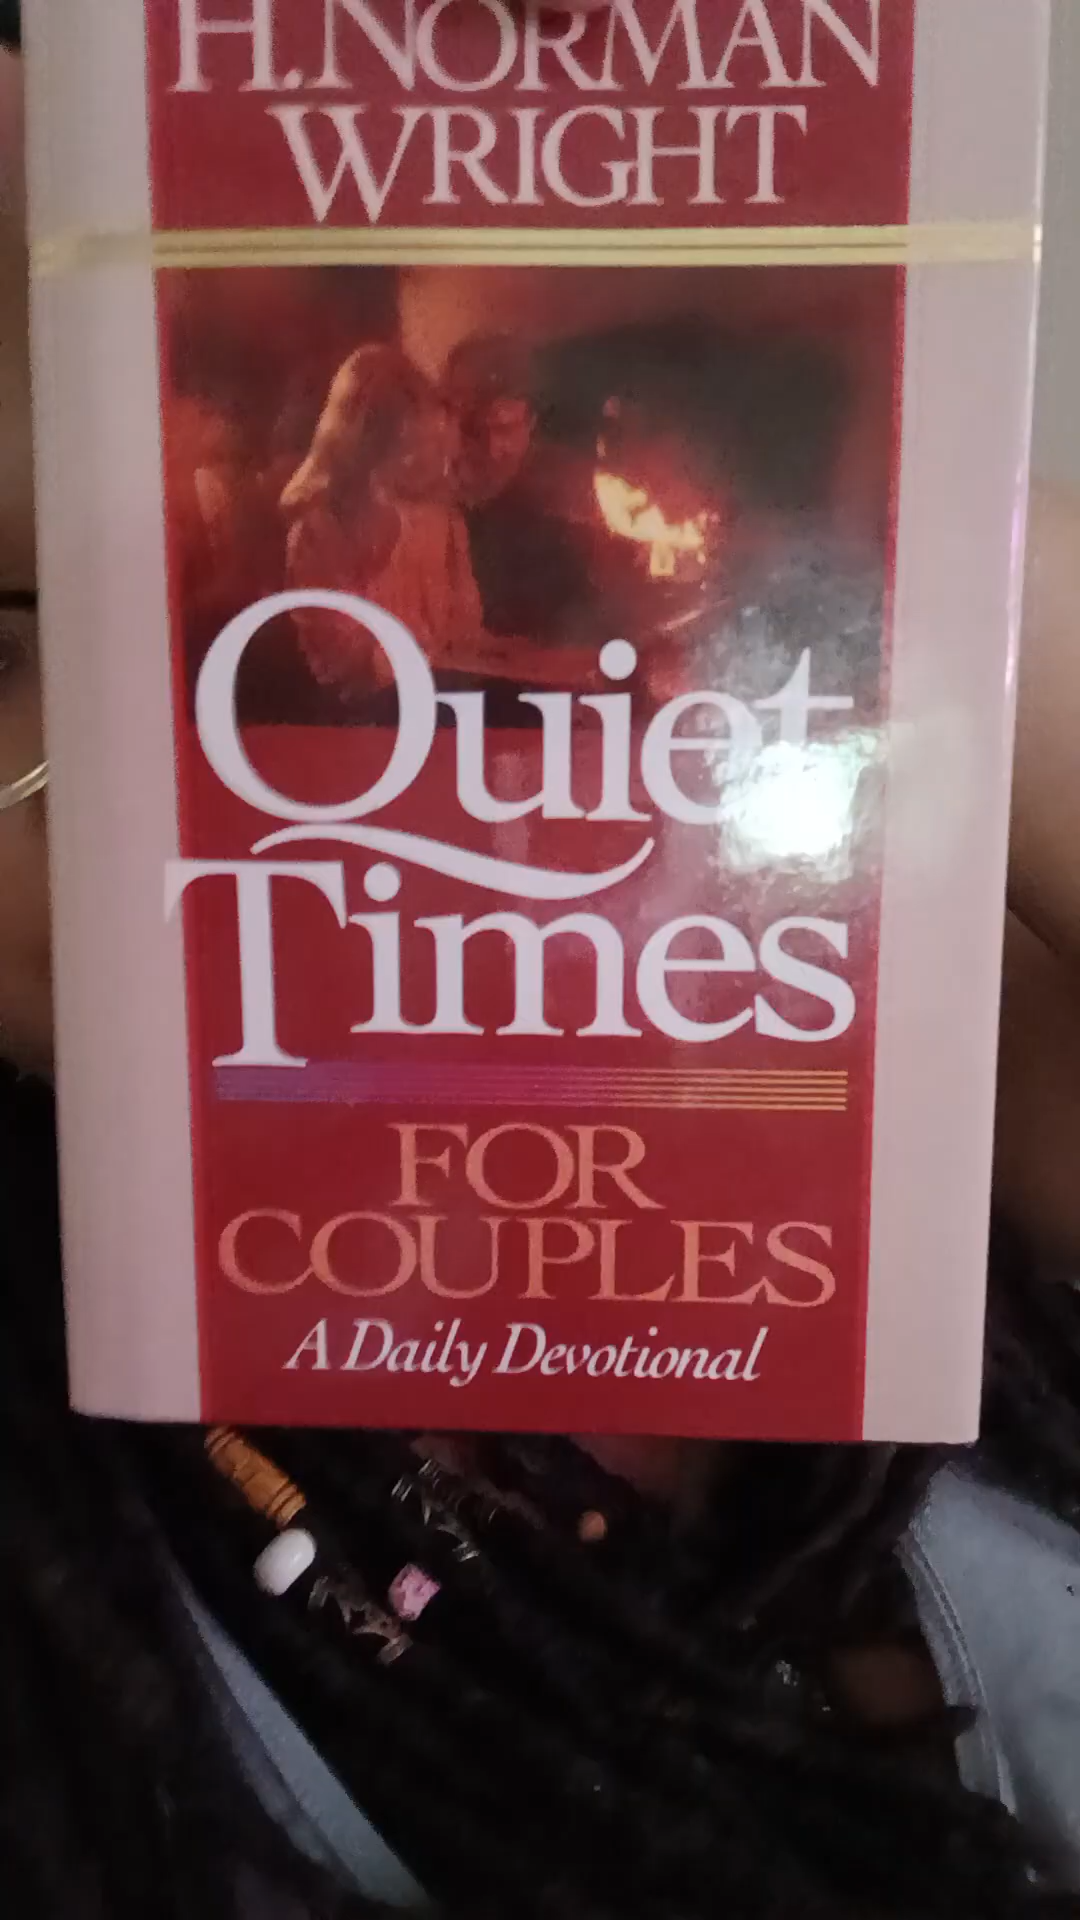 H. NORMAN
WRIGHT
Quiet
Times
FOR
COUPLES
A Daily Devotional